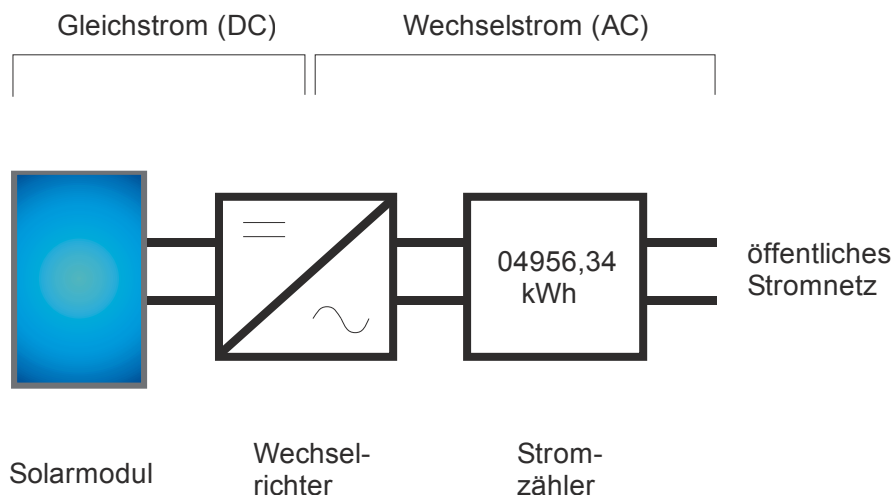 Gleichstrom (DC)
Wechselstrom (AC)
04956,34
kWh
öffentliches
Stromnetz
Solarmodul
Wechsel-
richter
Strom-
zähler